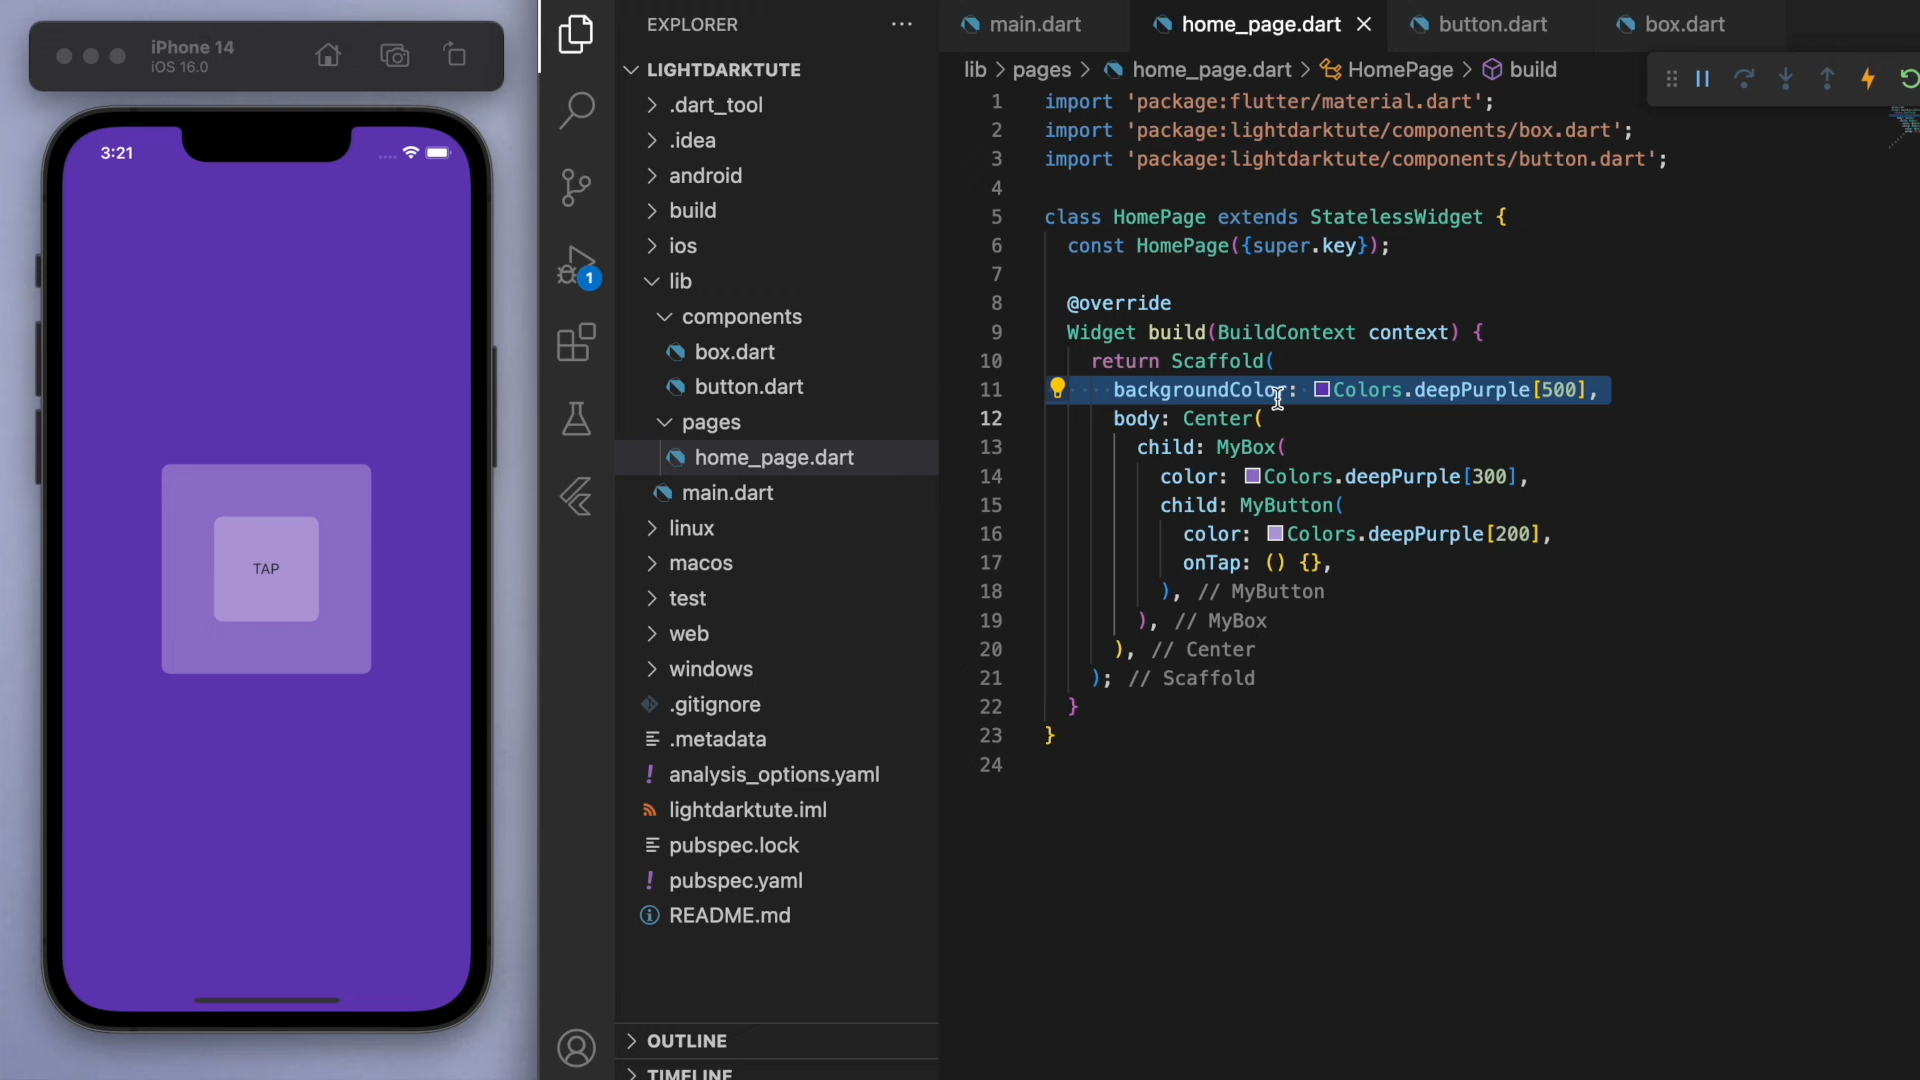 iPhone 14
iOS 16.0
3:21
TAP
1
EXPLORER
LIGHTDARKTUTE
.dart_tool
.idea
android
build
ios
lib
components
box.dart
button.dart
pages
home_page.dart
main.dart
linux
macos
test
web
windows
.gitignore
.metadata
analysis_options.yaml
lightdarktute.iml
pubspec.lock
pubspec.yaml
README.md
OUTLINE
TIMELINE
main.dart home_page.dart button.dart box.dart
lib > pages > home_page.dart > HomePage > build
1 import 'package:flutter/material.dart';
2 import 'package:lightdarktute/components/box.dart';
3 import 'package:lightdarktute/components/button.dart';
4
5 class HomePage extends StatelessWidget {
6 const HomePage({super.key});
7
8 @override
9 Widget build(BuildContext context) {
10 return Scaffold(
11 backgroundColor: Colors.deepPurple[500],
12 body: Center(
13 child: MyBox(
14 color: Colors.deepPurple[300],
15 child: MyButton(
16 color: Colors.deepPurple[200],
17 onTap: () {},
18 ), // MyButton
19 ), // MyBox
20 ), // Center
21 ); // Scaffold
22 }
23 }
24